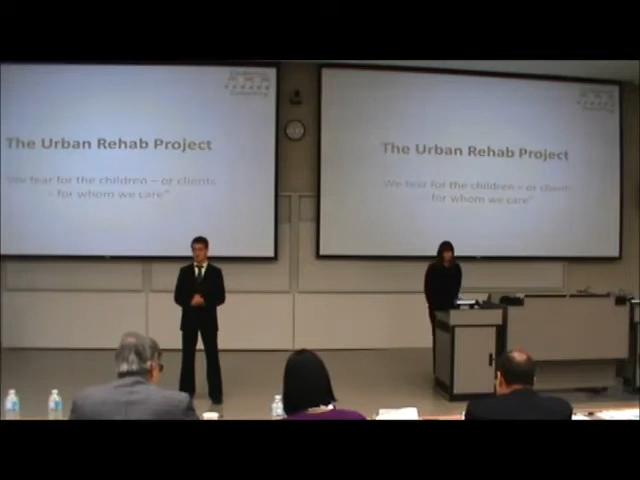 The Urban Rehab Project
We fear for the children – or clients
– for whom we care"
The Urban Rehab Project
We fear for the children – or clients
for whom we care"